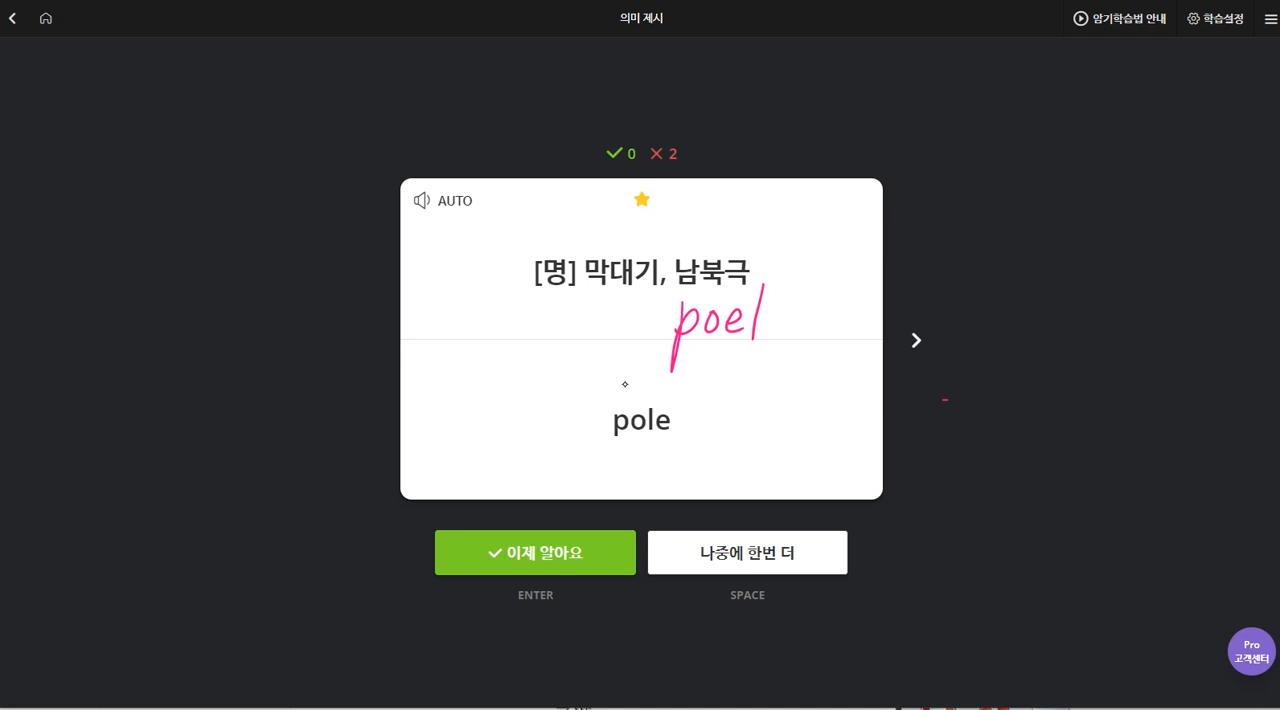 의미 제시
암기학습법 안내
학습설정
0
2
AUTO
[명] 막대기, 남북극
poel
pole
이제 알아요
나중에 한번 더
ENTER
SPACE
Pro
고객센터